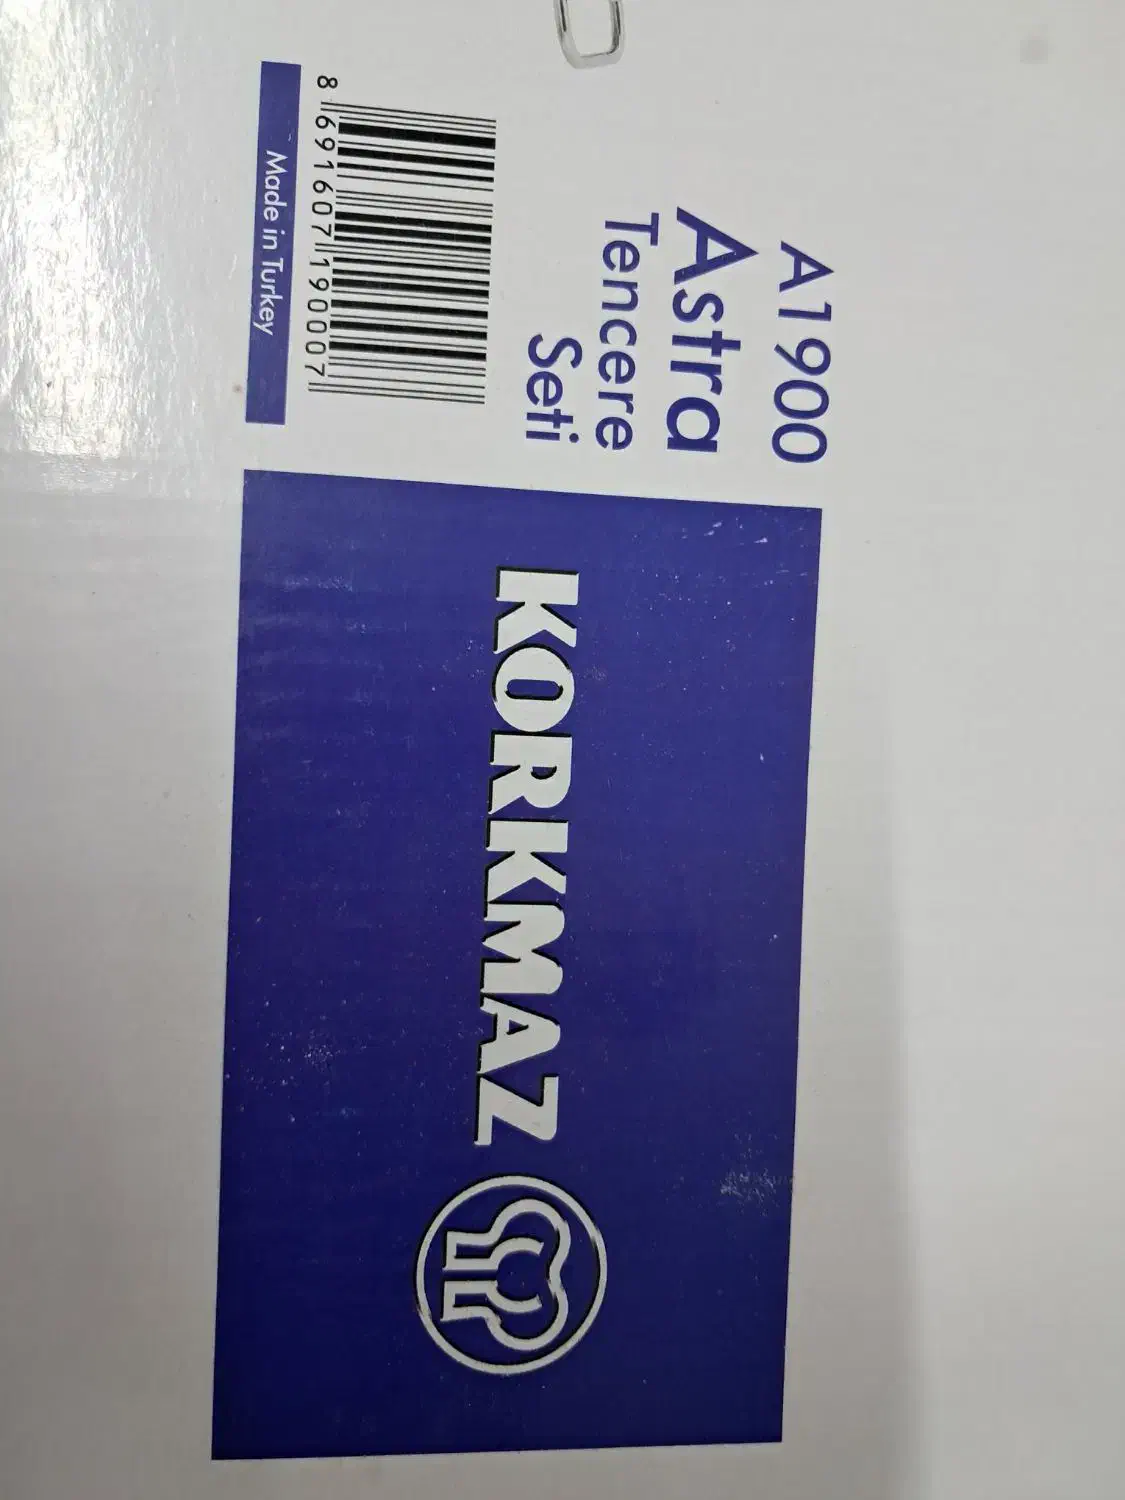 A1900
Astra
Tencere
Seti
8 691607 190007
Made in Turkey
KORKMAZ